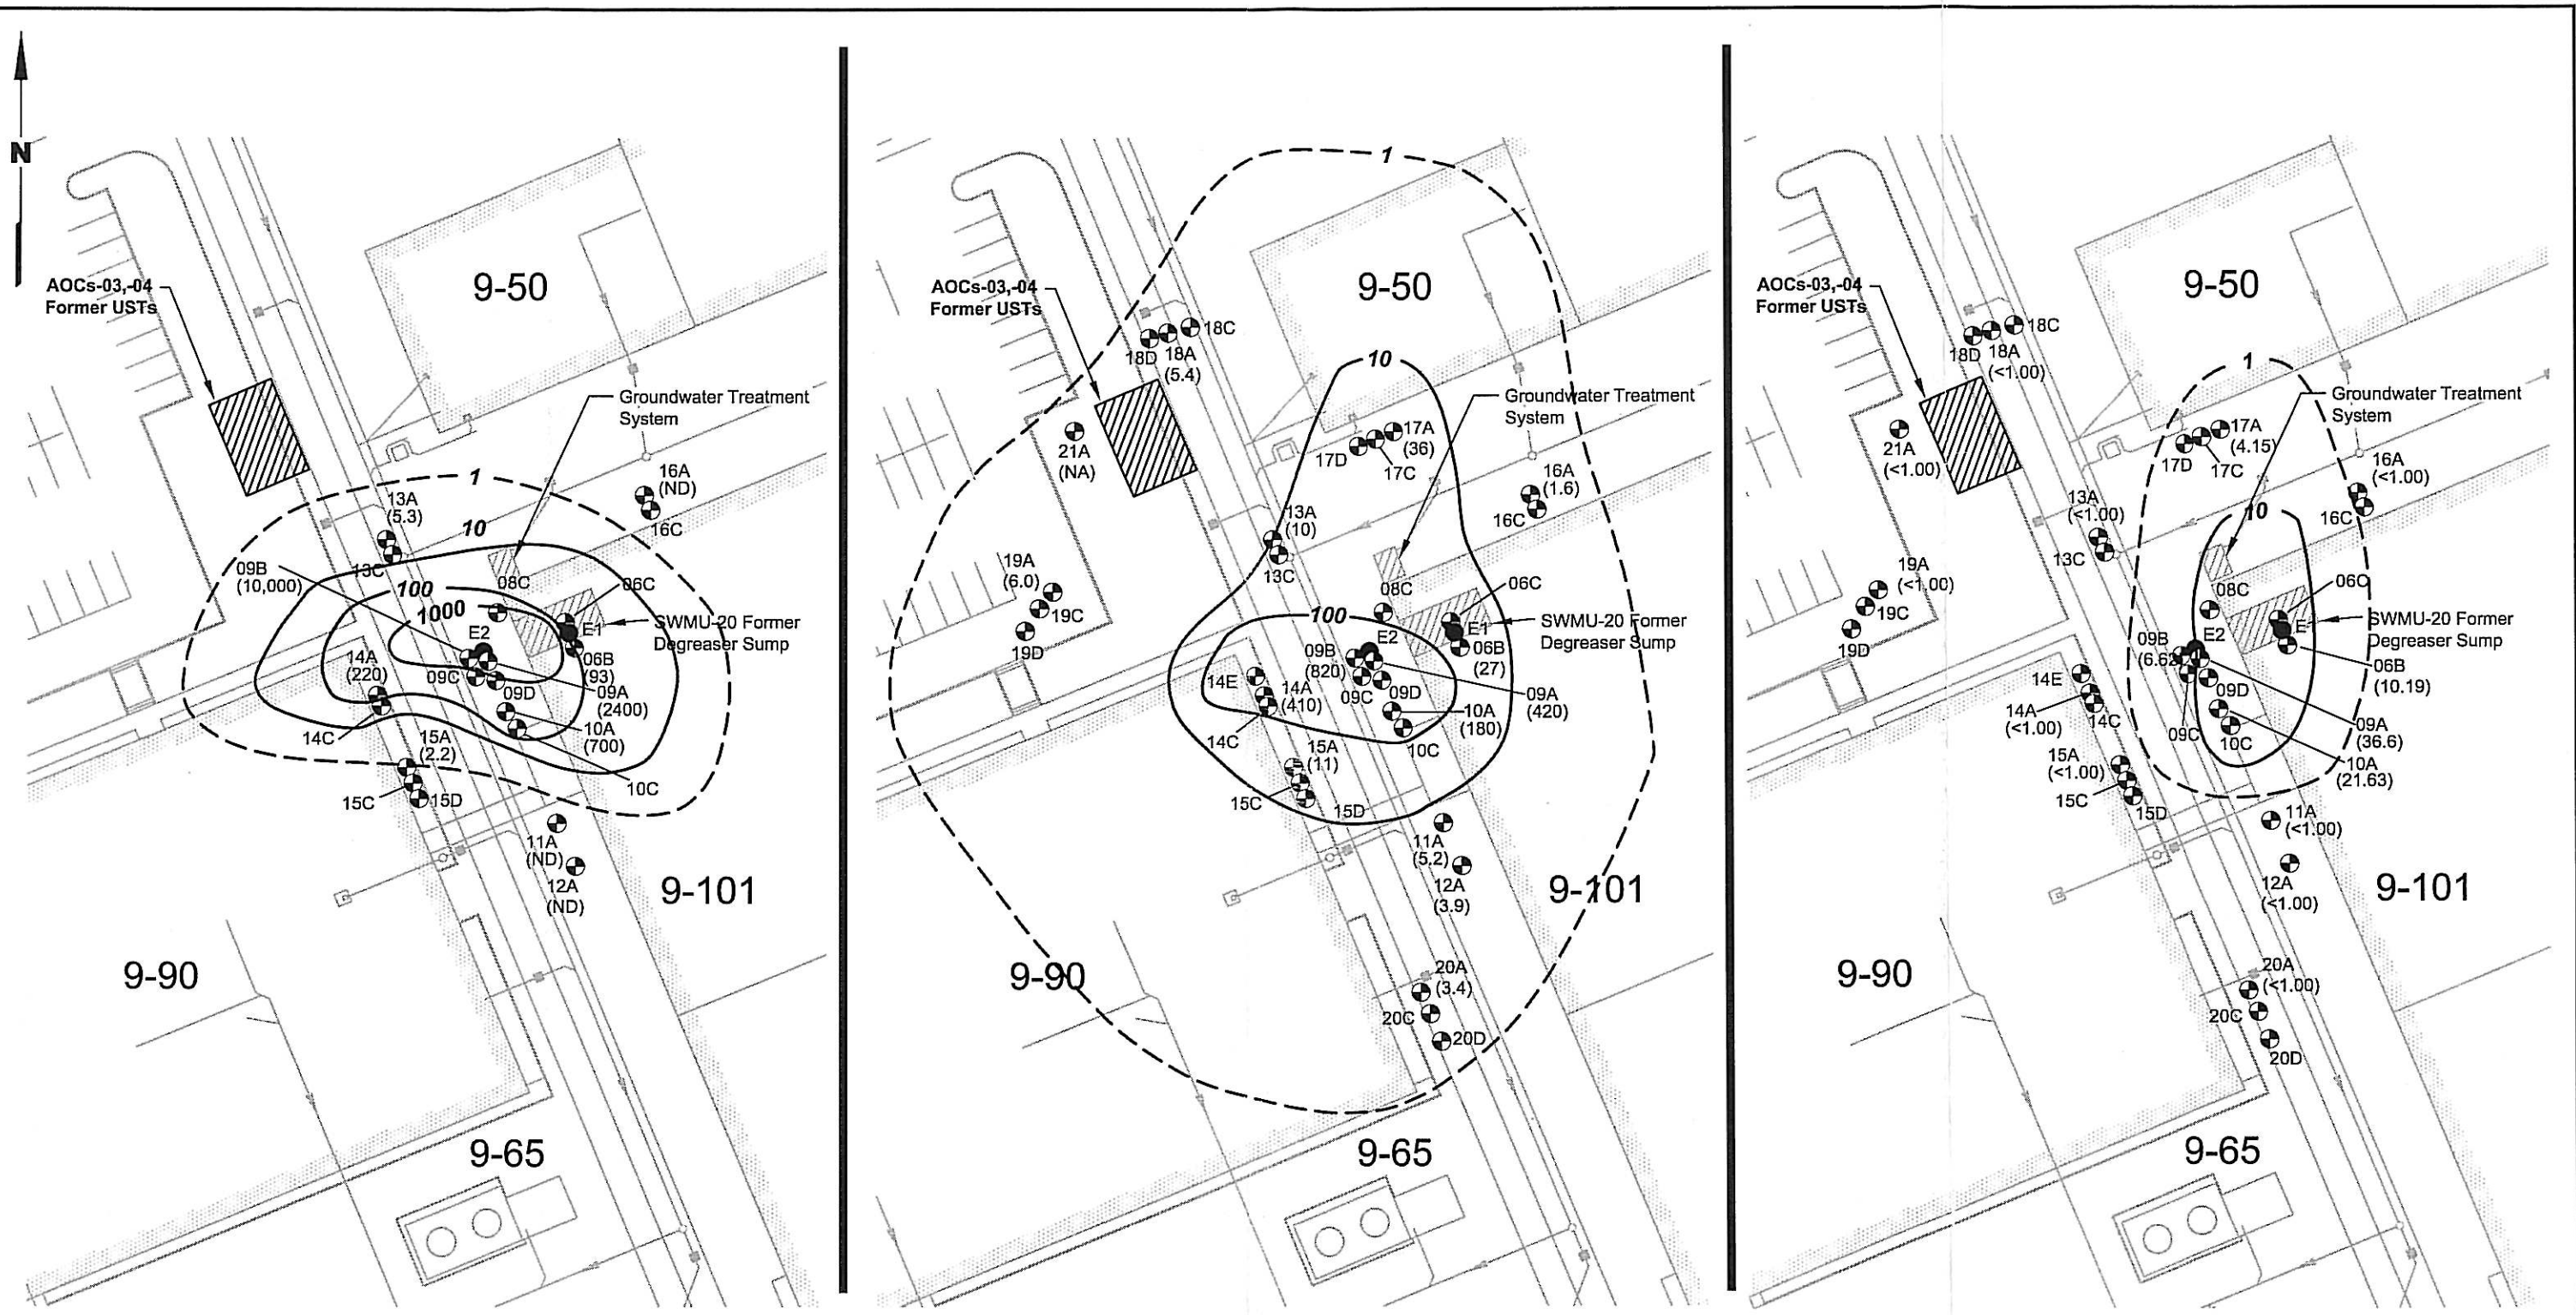 N
AOCs-03,-04
Former USTs
9-50
Groundwater Treatment
System
1
13A
(5.3)
10
16A
(ND)
16C
13C
09B
(10,000)
100
1000
08C
06C
E2
E1
SWMU-20 Former
Degreaser Sump
14A
(220)
09C
09D
06B
(93)
09A
(2400)
14C
10A
(700)
15A
(2.2)
10C
15C
15D
11A
(ND)
12A
(ND)
9-101
9-90
9-65
1
AOCs-03,-04
Former USTs
9-50
18C
18D
18A
(5.4)
10
Groundwater Treatment
System
21A
(NA)
17A
(36)
17D
17C
16A
(1.6)
16C
13A
(10)
13C
19A
(6.0)
19C
19D
08C
06C
100
E2
E1
SWMU-20 Former
Degreaser Sump
09B
(820)
06B
(27)
14E
14A
(410)
09C
09D
09A
(420)
14C
10A
(180)
10C
15A
(11)
15C
15D
11A
(5.2)
12A
(3.9)
9-101
9-90
20A
(3.4)
20C
20D
9-65
AOCs-03,-04
Former USTs
9-50
18C
18D
18A
(<1.00)
1
Groundwater Treatment
System
21A
(<1.00)
17A
(4.15)
17D
17C
16A
(<1.00)
16C
13A
(<1.00)
10
13C
19A
(<1.00)
19C
19D
08C
06C
E2
E
SWMU-20 Former
Degreaser Sump
09B
(6.62
06B
(10.19)
14E
14A
(<1.00)
14C
09D
09C
10C
09A
(36.6)
10A
(21.63)
15A
(<1.00)
15C
15D
11A
(<1.00)
12A
(<1.00)
9-101
9-90
20A
(<1.00)
20C
20D
9-65